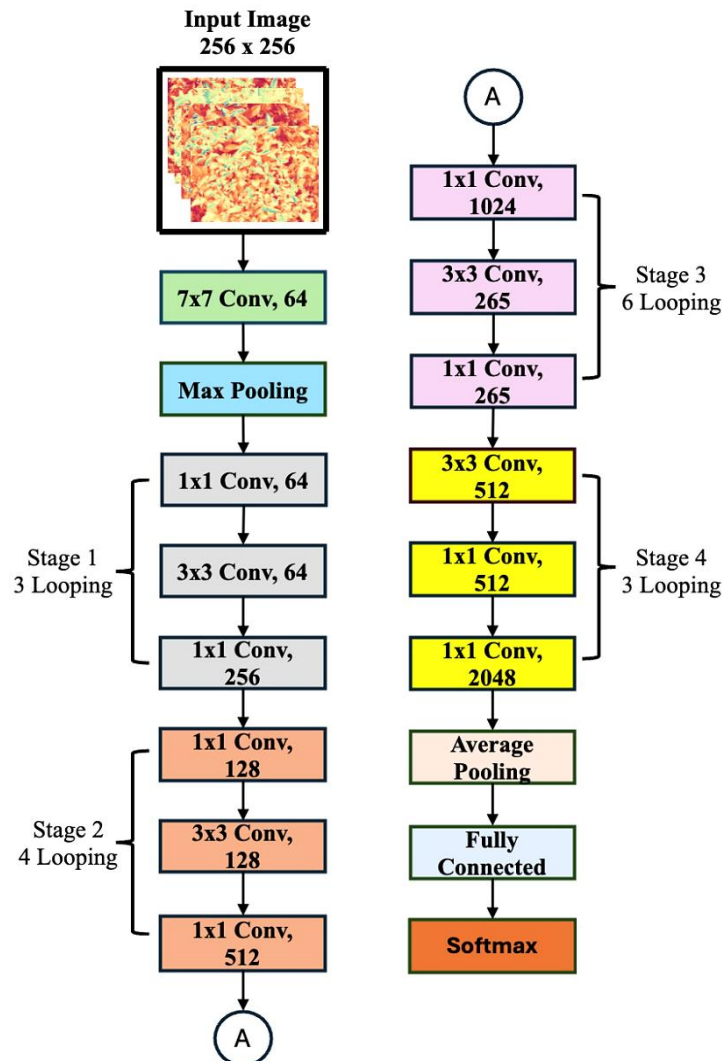 Input Image
256 x 256
7x7 Conv, 64
Max Pooling
Stage 1
3 Looping
1x1 Conv, 64
3x3 Conv, 64
1x1 Conv,
256
Stage 2
4 Looping
1x1 Conv,
128
3x3 Conv,
128
1x1 Conv,
512
A
A
1x1 Conv,
1024
3x3 Conv,
265
1x1 Conv,
265
Stage 3
6 Looping
3x3 Conv,
512
1x1 Conv,
512
1x1 Conv,
2048
Stage 4
3 Looping
Average
Pooling
Fully
Connected
Softmax